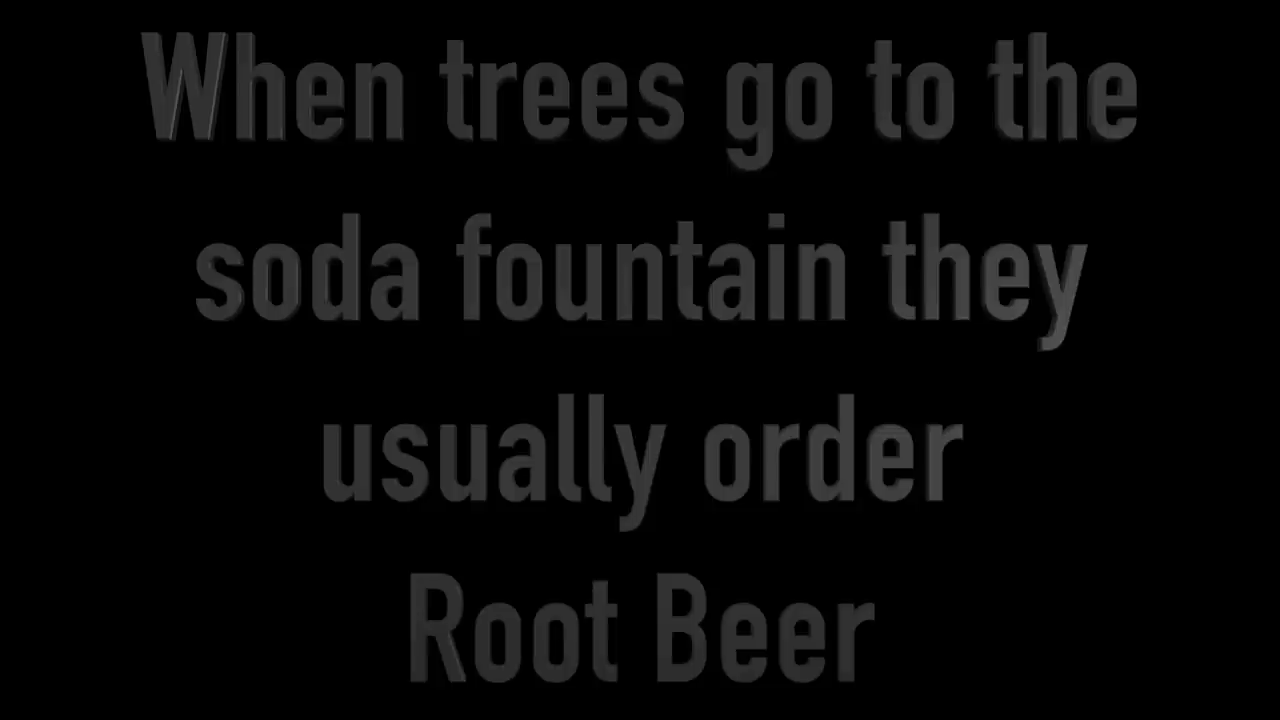 When trees go to the
soda fountain they
usually order
Root Beer